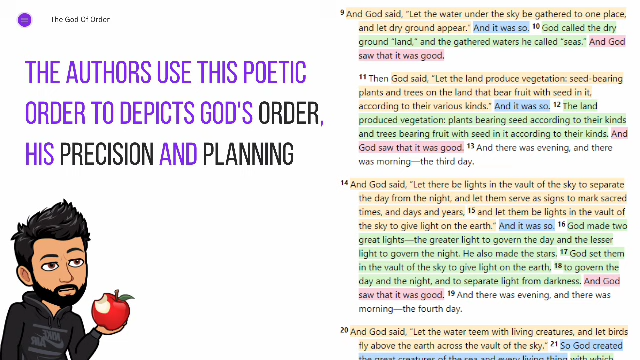 The God Of Order
THE AUTHORS USE THIS POETIC
ORDER TO DEPICTS GOD'S ORDER,
HIS PRECISION AND PLANNING
9 And God said, “Let the water under the sky be gathered to one place,
and let dry ground appear.” And it was so. 10 God called the dry
ground “land,” and the gathered waters he called “seas.” And God
saw that it was good.
11 Then God said, “Let the land produce vegetation: seed-bearing
plants and trees on the land that bear fruit with seed in it,
according to their various kinds.” And it was so. 12 The land
produced vegetation: plants bearing seed according to their kinds
and trees bearing fruit with seed in it according to their kinds. And
God saw that it was good. 13 And there was evening, and there
was morning—the third day.
14 And God said, “Let there be lights in the vault of the sky to separate
the day from the night, and let them serve as signs to mark sacred
times, and days and years, 15 and let them be lights in the vault of
the sky to give light on the earth.” And it was so. 16 God made two
great lights—the greater light to govern the day and the lesser
light to govern the night. He also made the stars. 17 God set them
in the vault of the sky to give light on the earth, 18 to govern the
day and the night, and to separate light from darkness. And God
saw that it was good. 19 And there was evening, and there was
morning—the fourth day.
20 And God said, “Let the water teem with living creatures, and let birds
fly above the earth across the vault of the sky.” 21 So God created
the great creatures of the sea and every living thing with which